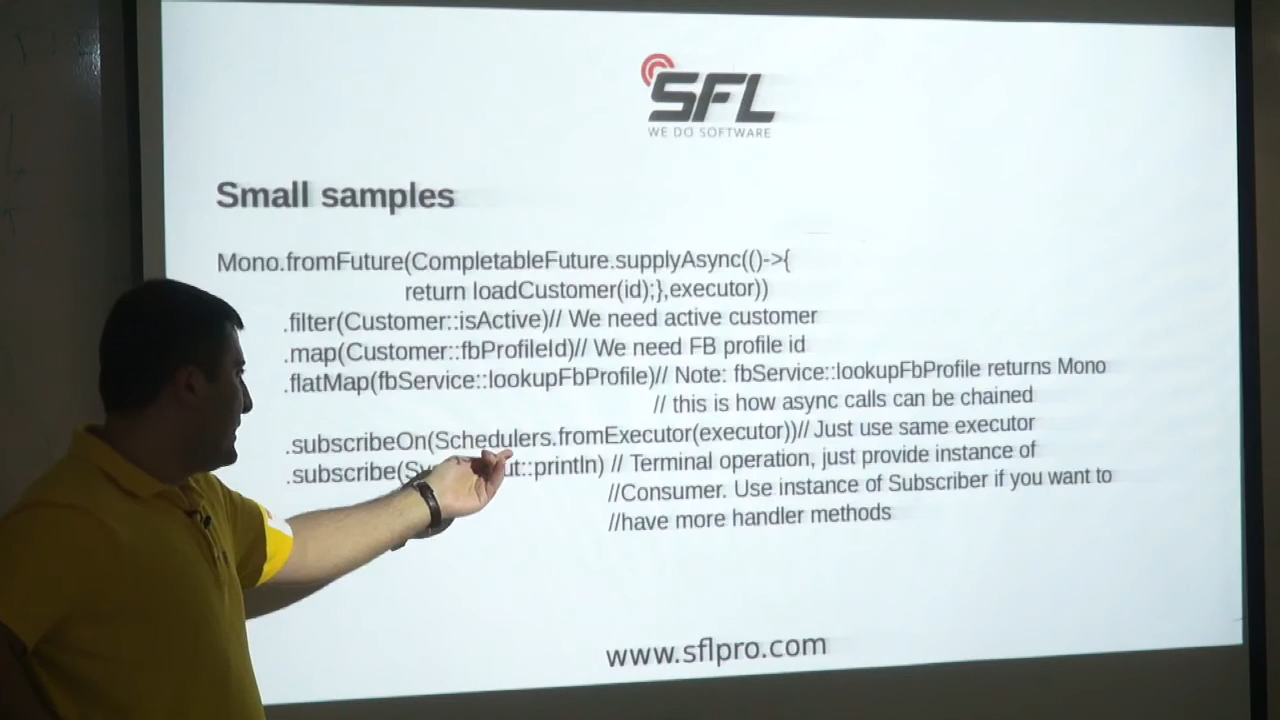 SFL
WE DO SOFTWARE
Small samples
Mono.fromFuture(CompletableFuture.supplyAsync(()->{
return loadCustomer(id);},executor))
.filter(Customer::isActive)// We need active customer
.map(Customer::fbProfileId)// We need FB profile id
.flatMap(fbService::lookupFbProfile)// Note: fbService::lookupFbProfile returns Mono
// this is how async calls can be chained
.subscribeOn(Schedulers.fromExecutor(executor))// Just use same executor
.subscribe( ::println) // Terminal operation, just provide instance of
//Consumer. Use instance of Subscriber if you want to
//have more handler methods
www.sflpro.com